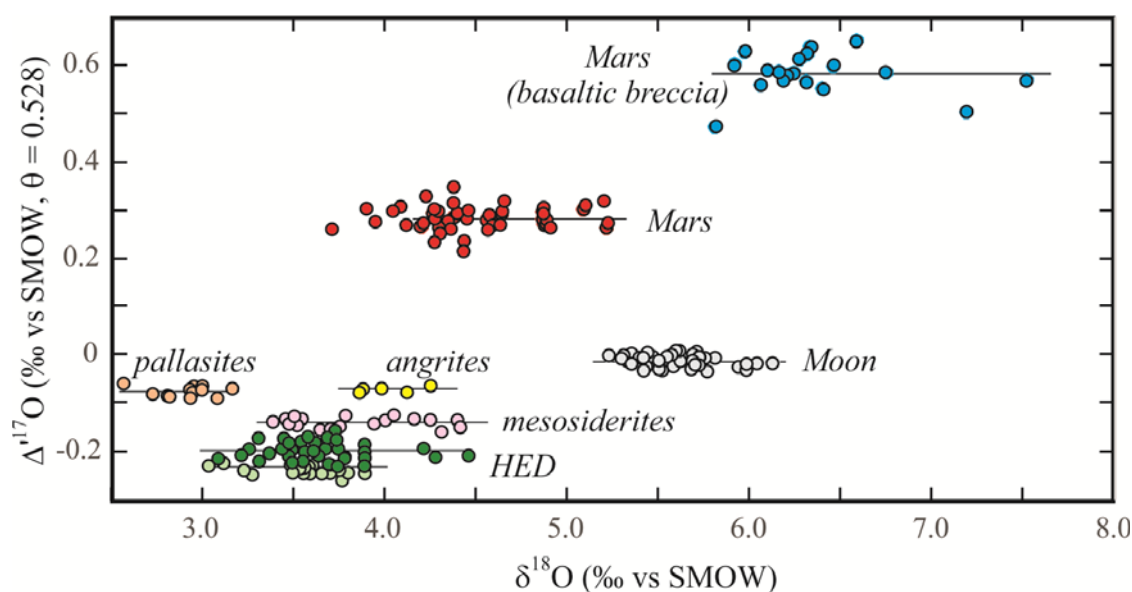 Mars
(basaltic breccia)
Mars
pallasites
angrites
Moon
mesosiderites
HED
0.6
0.4
0.2
0
-0.2
3.0 4.0 5.0 6.0 7.0 8.0
Δ'¹⁷O (‰ vs SMOW, θ = 0.528)
δ¹⁸O (‰ vs SMOW)